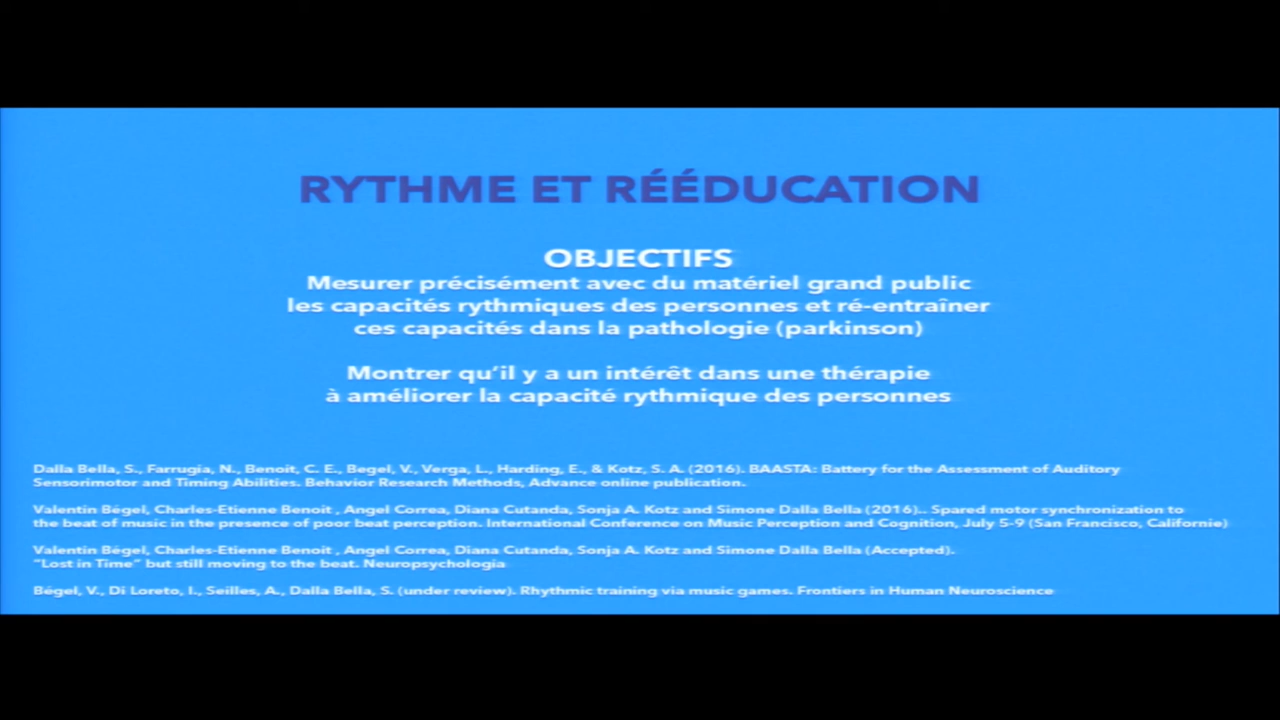 RYTHME ET RÉÉDUCATION
OBJECTIFS
Mesurer précisément avec du matériel grand public
les capacités rythmiques des personnes et ré-entraîner
ces capacités dans la pathologie (parkinson)
Montrer qu'il y a un intérêt dans une thérapie
à améliorer la capacité rythmique des personnes
Dalla Bella, S., Farrugia, N., Benoit, C. E., Begel, V., Verga, L., Harding, E., & Kotz, S. A. (2016). BAASTA: Battery for the Assessment of Auditory
Sensorimotor and Timing Abilities. Behavior Research Methods, Advance online publication.
Valentin Bégel, Charles-Etienne Benoit , Angel Correa, Diana Cutanda, Sonja A. Kotz and Simone Dalla Bella (2016).. Spared motor synchronization to
the beat of music in the presence of poor beat perception. International Conference on Music Perception and Cognition, July 5-9 (San Francisco, Californie)
Valentin Bégel, Charles-Etienne Benoit , Angel Correa, Diana Cutanda, Sonja A. Kotz and Simone Dalla Bella (Accepted).
"Lost in Time" but still moving to the beat. Neuropsychologia
Bégel, V., Di Loreto, I., Seilles, A., Dalla Bella, S. (under review). Rhythmic training via music games. Frontiers in Human Neuroscience